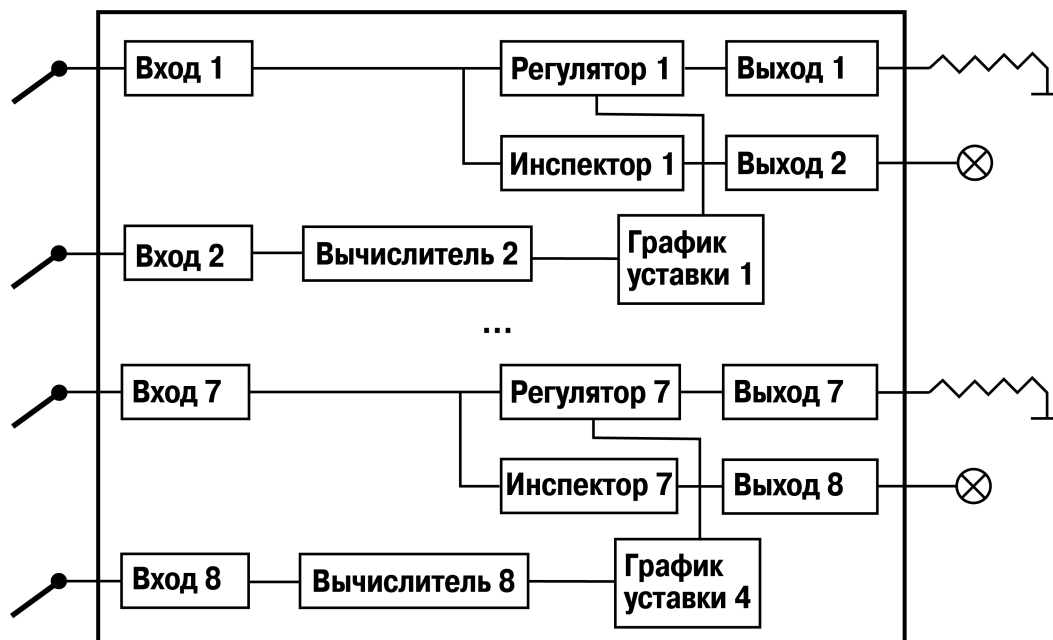 Вход 1
Регулятор 1
Выход 1
Инспектор 1
Выход 2
Вход 2
Вычислитель 2
График
уставки 1
...
Вход 7
Регулятор 7
Выход 7
Инспектор 7
Выход 8
Вход 8
Вычислитель 8
График
уставки 4